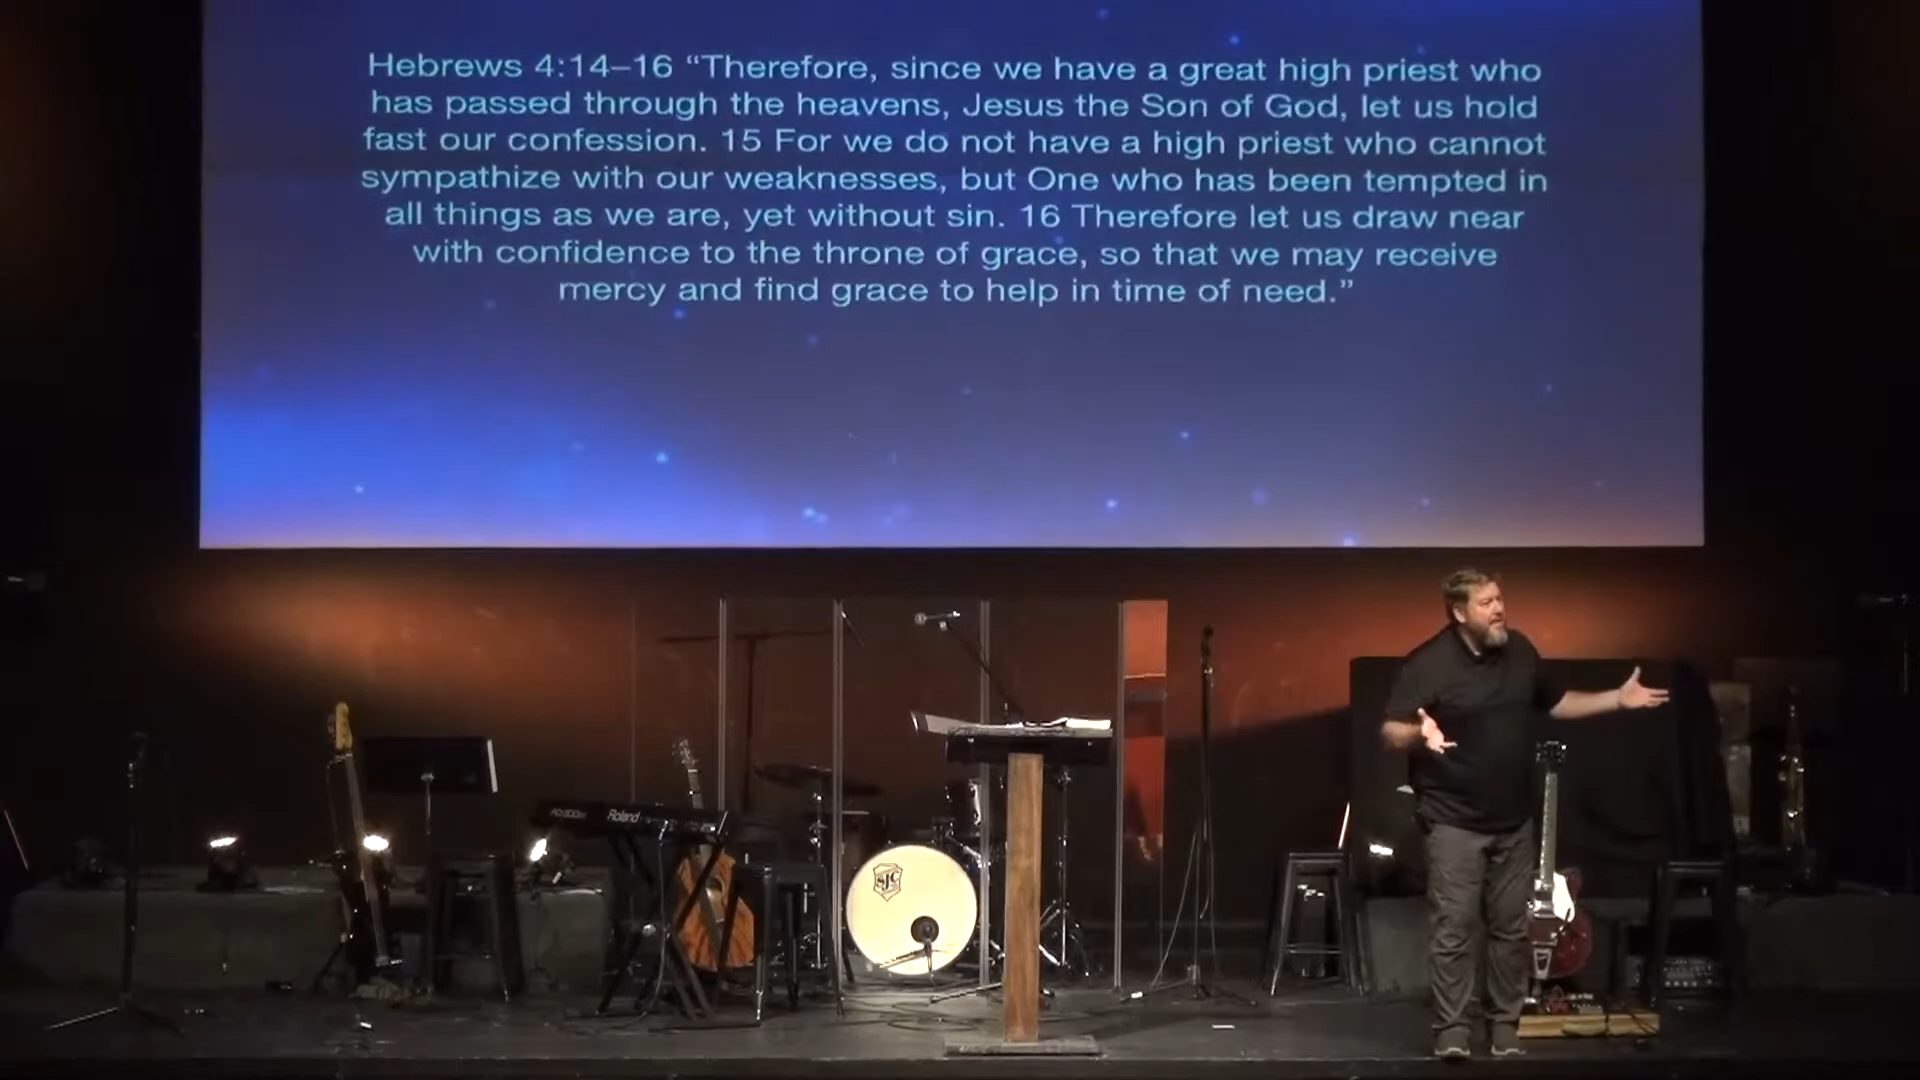 Hebrews 4:14–16 “Therefore, since we have a great high priest who
has passed through the heavens, Jesus the Son of God, let us hold
fast our confession. 15 For we do not have a high priest who cannot
sympathize with our weaknesses, but One who has been tempted in
all things as we are, yet without sin. 16 Therefore let us draw near
with confidence to the throne of grace, so that we may receive
mercy and find grace to help in time of need.”
Roland
SJC